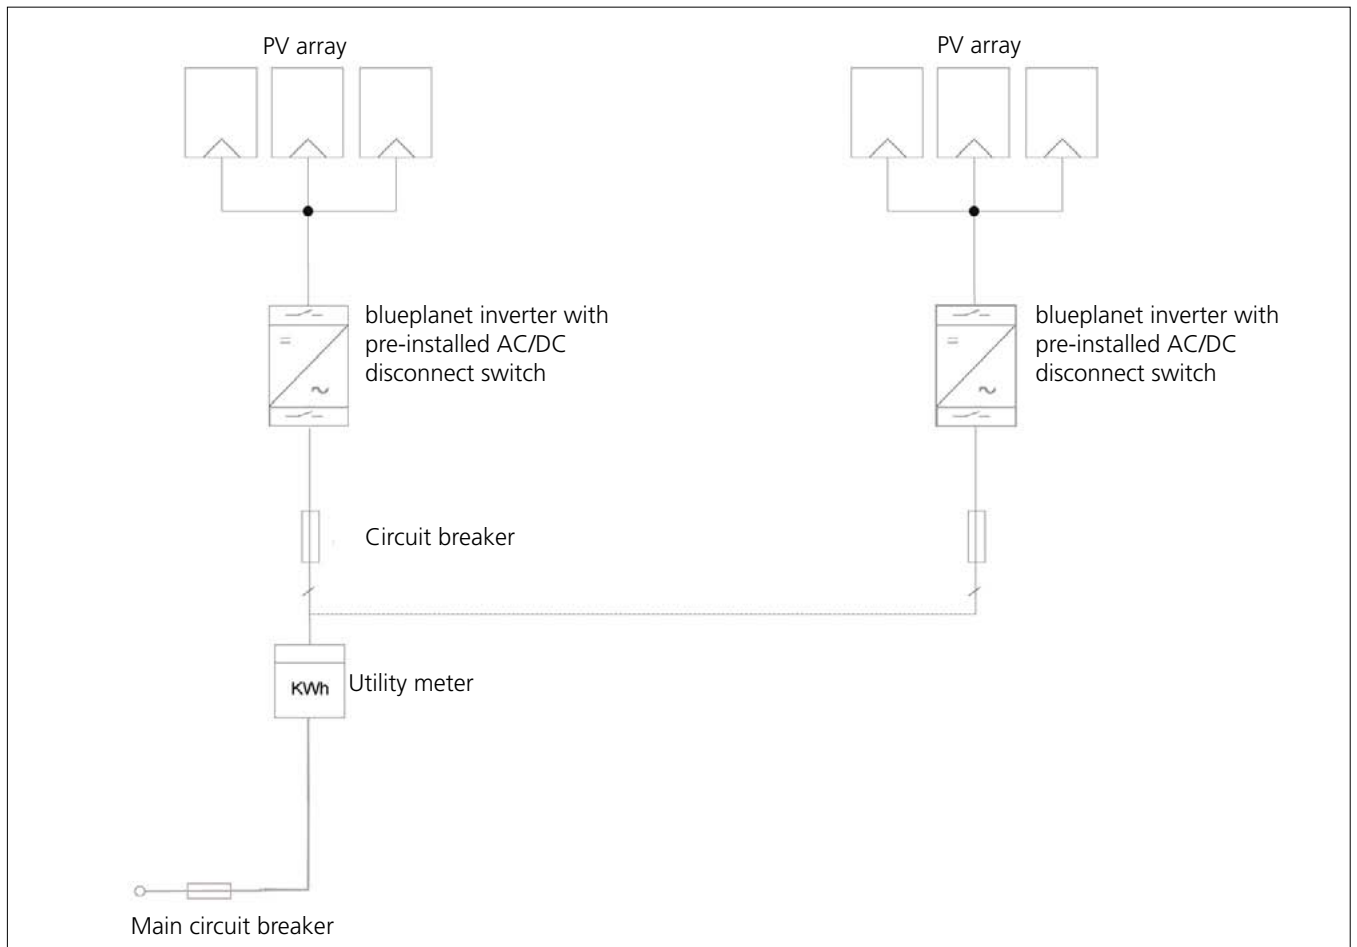 PV array
PV array
blueplanet inverter with
pre-installed AC/DC
disconnect switch
blueplanet inverter with
pre-installed AC/DC
disconnect switch
Circuit breaker
KWh
Utility meter
Main circuit breaker